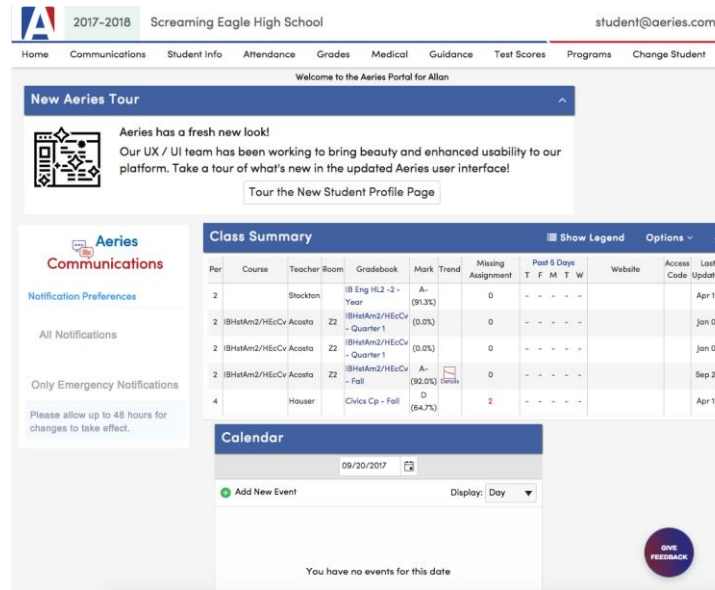 2017-2018 Screaming Eagle High School student@aeries.com
Home Communications Student Info Attendance Grades Medical Guidance Test Scores Programs Change Student
Welcome to the Aeries Portal for Allan
New Aeries Tour
Aeries has a fresh new look!
Our UX / UI team has been working to bring beauty and enhanced usability to our
platform. Take a tour of what's new in the updated Aeries user interface!
Tour the New Student Profile Page
Aeries
Communications
Notification Preferences
All Notifications
Only Emergency Notifications
Please allow up to 48 hours for
changes to take effect.
Class Summary Show Legend Options
Per Course Teacher Room Gradebook Mark Trend Missing Assignment Past 5 Days T F M T W Website Access Code Last Updat
2 Stockton IB Eng HL2 -2 - Year A- (91.3%) 0 - - - - - Apr 1
2 IBHstAm2/HEcCv Acosta Z2 IBHstAm2/HEcCv - Quarter 1 (0.0%) 0 - - - - - Jan 0
2 IBHstAm2/HEcCv Acosta Z2 IBHstAm2/HEcCv - Quarter 1 (0.0%) 0 - - - - - Jan 0
2 IBHstAm2/HEcCv Acosta Z2 IBHstAm2/HEcCv - Fall A- (92.0%) Details 0 - - - - - Sep 2
4 Hauser Civics Cp - Fall D (64.7%) 2 - - - - - Apr 1
Calendar
09/20/2017
Add New Event Display: Day
You have no events for this date
GIVE
FEEDBACK